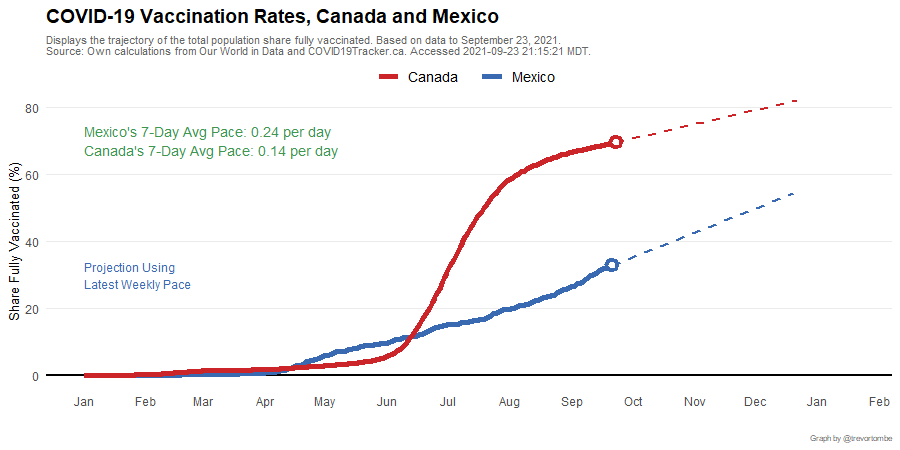 COVID-19 Vaccination Rates, Canada and Mexico
Displays the trajectory of the total population share fully vaccinated. Based on data to September 23, 2021.
Source: Own calculations from Our World in Data and COVID19Tracker.ca. Accessed 2021-09-23 21:15:21 MDT.
Canada Mexico
Share Fully Vaccinated (%)
80
60
40
20
0
Mexico's 7-Day Avg Pace: 0.24 per day
Canada's 7-Day Avg Pace: 0.14 per day
Projection Using
Latest Weekly Pace
Jan Feb Mar Apr May Jun Jul Aug Sep Oct Nov Dec Jan Feb
Graph by @trevortombe